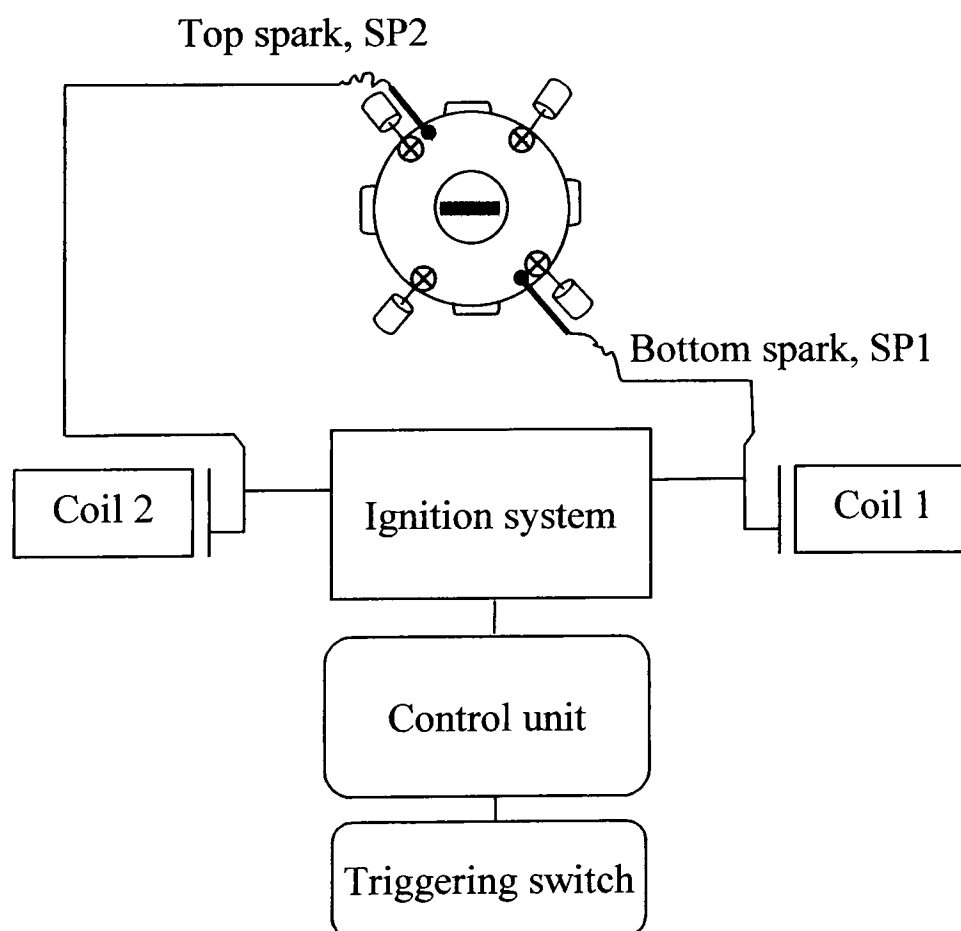 Top spark, SP2
Bottom spark, SP1
Coil 2
Ignition system
Coil 1
Control unit
Triggering switch